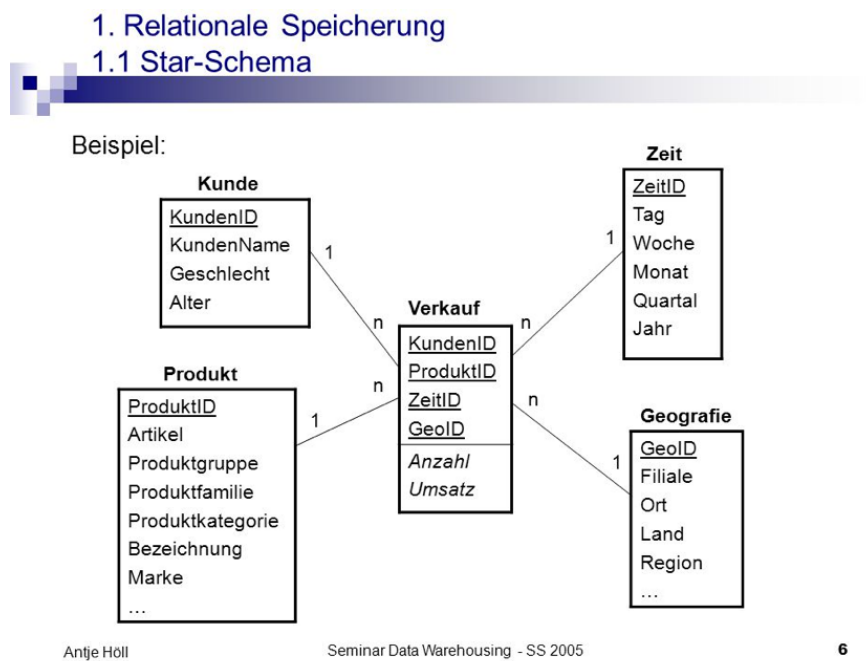 1. Relationale Speicherung
1.1 Star-Schema
Beispiel:
Kunde
KundenID
KundenName
Geschlecht
Alter
1
n
Zeit
ZeitID
Tag
Woche
Monat
Quartal
Jahr
1
n
Verkauf
KundenID
ProduktID
ZeitID
GeoID
Anzahl
Umsatz
Produkt
ProduktID
Artikel
Produktgruppe
Produktfamilie
Produktkategorie
Bezeichnung
Marke
...
1
n
Geografie
GeoID
Filiale
Ort
Land
Region
...
1
n
Antje Höll
Seminar Data Warehousing - SS 2005
6